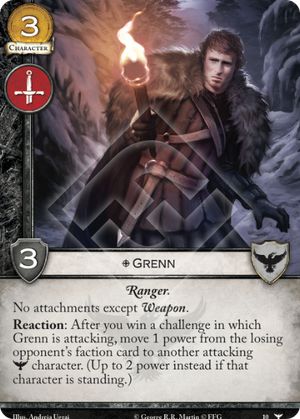 3
CHARACTER
3
GRENN
Ranger.
No attachments except Weapon.
Reaction: After you win a challenge in which
Grenn is attacking, move 1 power from the losing
opponent's faction card to another attacking
character. (Up to 2 power instead if that
character is standing.)
Illus. Andreia Ugrai © George R.R. Martin © FFG 10